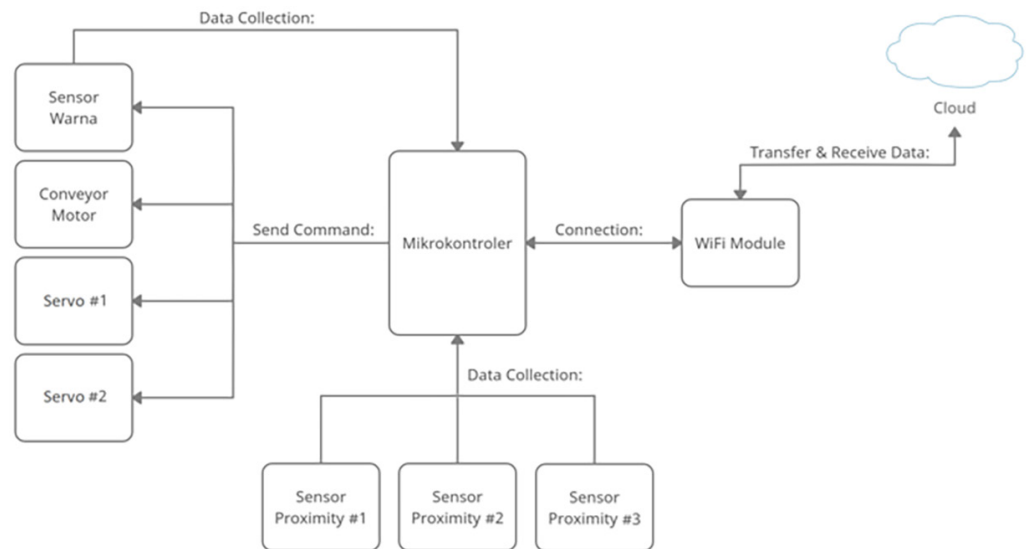 Data Collection:
Sensor
Warna
Cloud
Transfer & Receive Data:
Conveyor
Motor
Send Command:
Mikrokontroler
Connection:
WiFi Module
Servo #1
Data Collection:
Servo #2
Sensor
Proximity #1
Sensor
Proximity #2
Sensor
Proximity #3